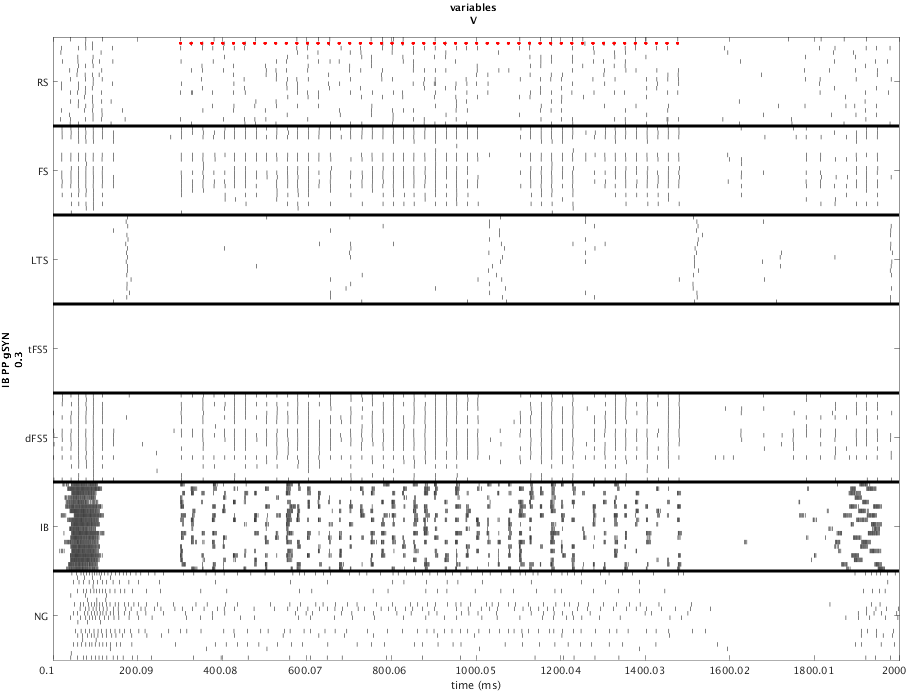 variables
V
RS
FS
LTS
tFS5
dFS5
IB
NG
IB PP gSYN
0.3
0.1 200.09 400.08 600.07 800.06 1000.05 1200.04 1400.03 1600.02 1800.01 2000
time (ms)